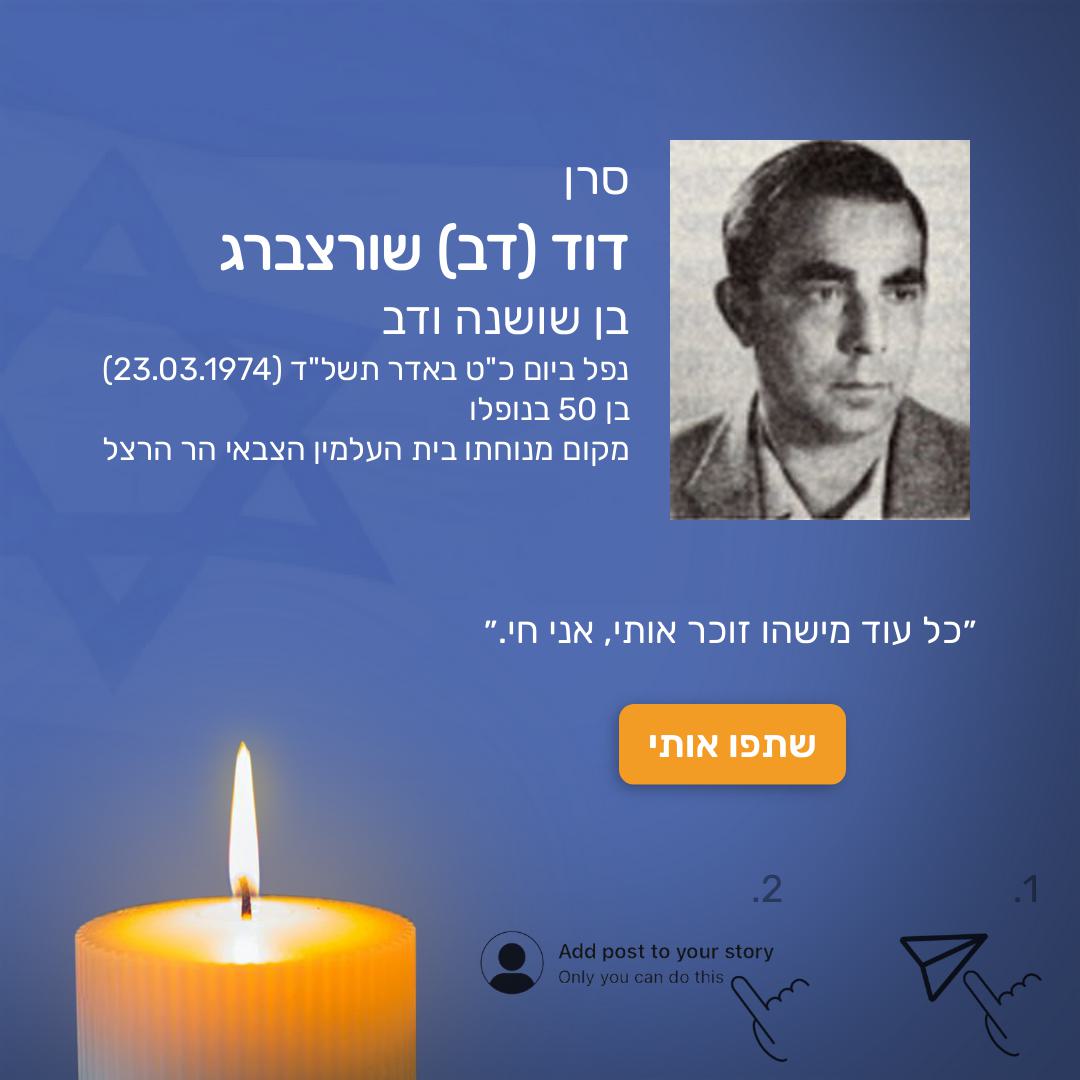 סרן
דוד (דב) שורצברג
בן שושנה ודב
נפל ביום כ"ט באדר תשל"ד (23.03.1974)
בן 50 בנופלו
מקום מנוחתו בית העלמין הצבאי הר הרצל
״כל עוד מישהו זוכר אותי, אני חי.״
שתפו אותי
1.
2.
Add post to your story
Only you can do this